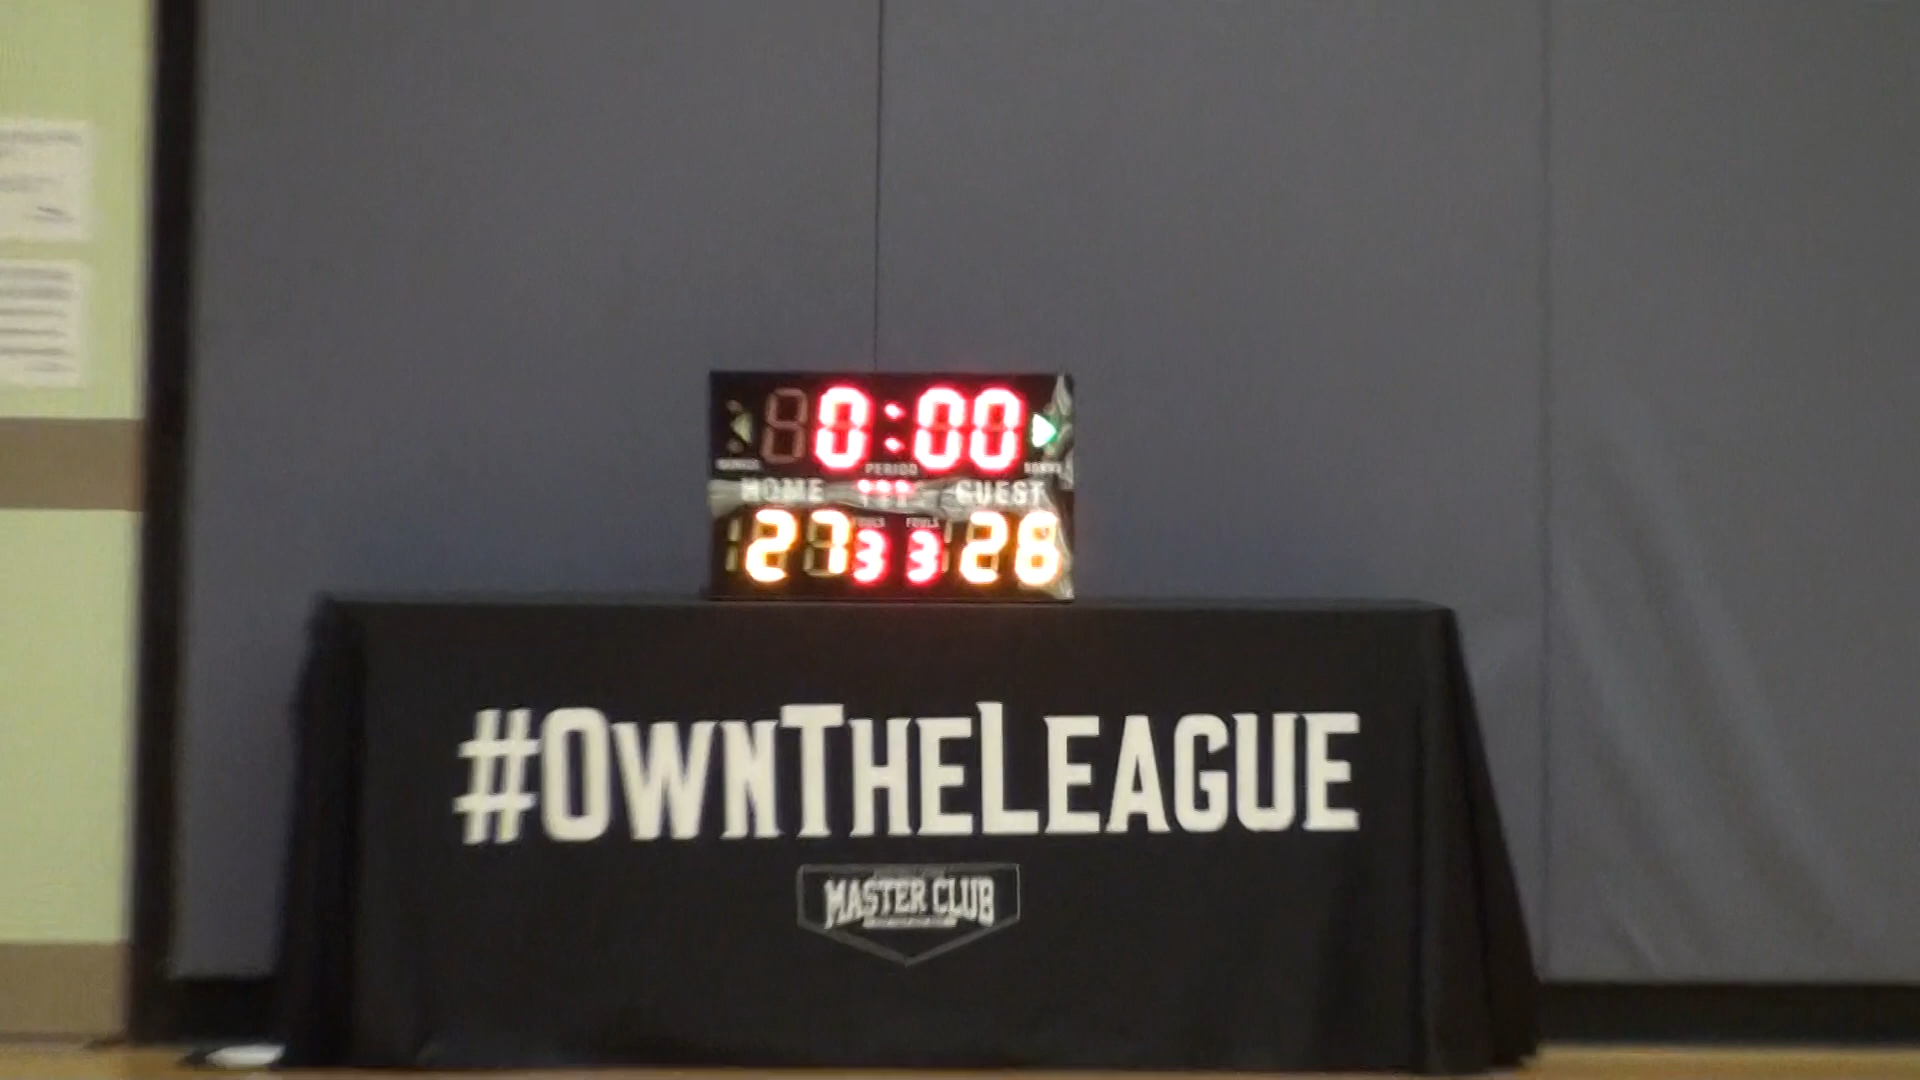 0:00
PERIOD
HOME GUEST
FOULS
27 3 3 28
#OWNTHELEAGUE
MASTER CLUB